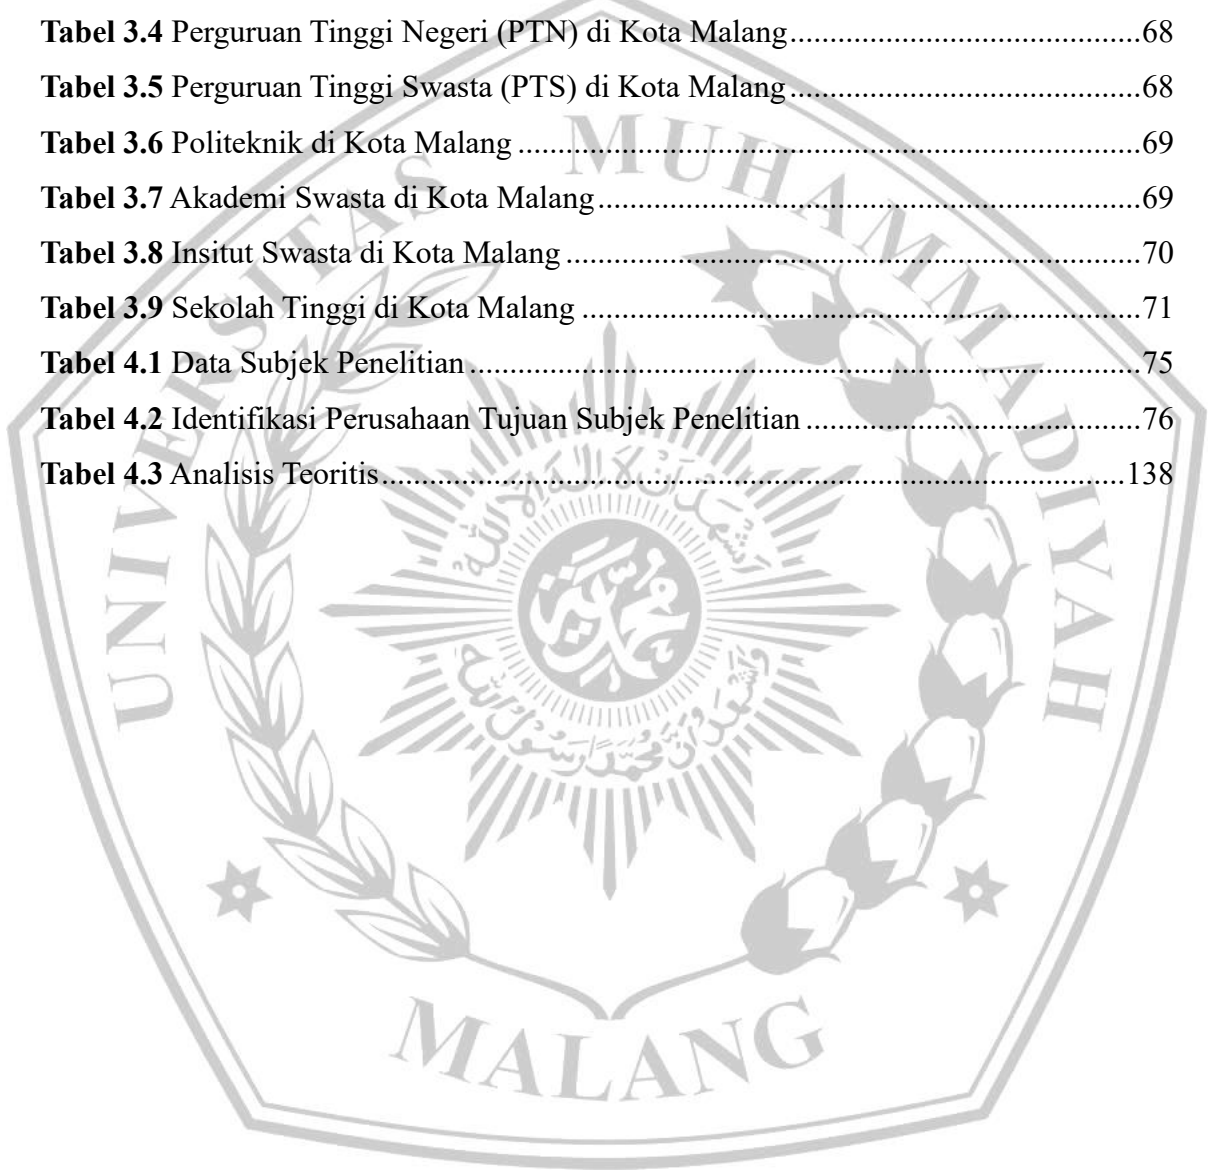 Tabel 3.4 Perguruan Tinggi Negeri (PTN) di Kota Malang............................................68
Tabel 3.5 Perguruan Tinggi Swasta (PTS) di Kota Malang............................................68
Tabel 3.6 Politeknik di Kota Malang............................................69
Tabel 3.7 Akademi Swasta di Kota Malang............................................69
Tabel 3.8 Insitut Swasta di Kota Malang............................................70
Tabel 3.9 Sekolah Tinggi di Kota Malang............................................71
Tabel 4.1 Data Subjek Penelitian............................................75
Tabel 4.2 Identifikasi Perusahaan Tujuan Subjek Penelitian............................................76
Tabel 4.3 Analisis Teoritis............................................138
UNIVERSITAS MUHAMMADIYAH
MALANG